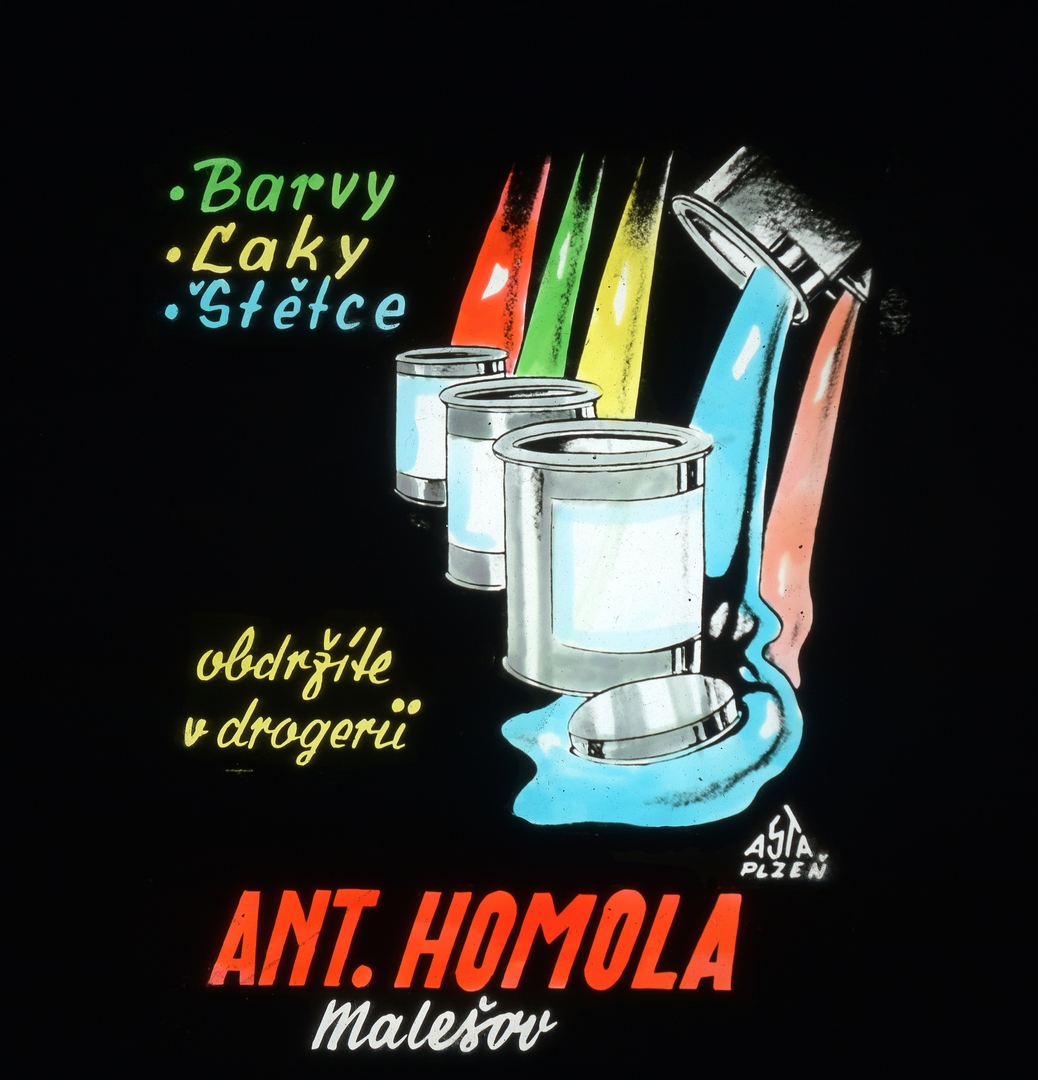 • Barvy
• Laky
• Štětce
obdržíte
v drogerii
ASTA
PLZEŇ
ANT. HOMOLA
Malešov